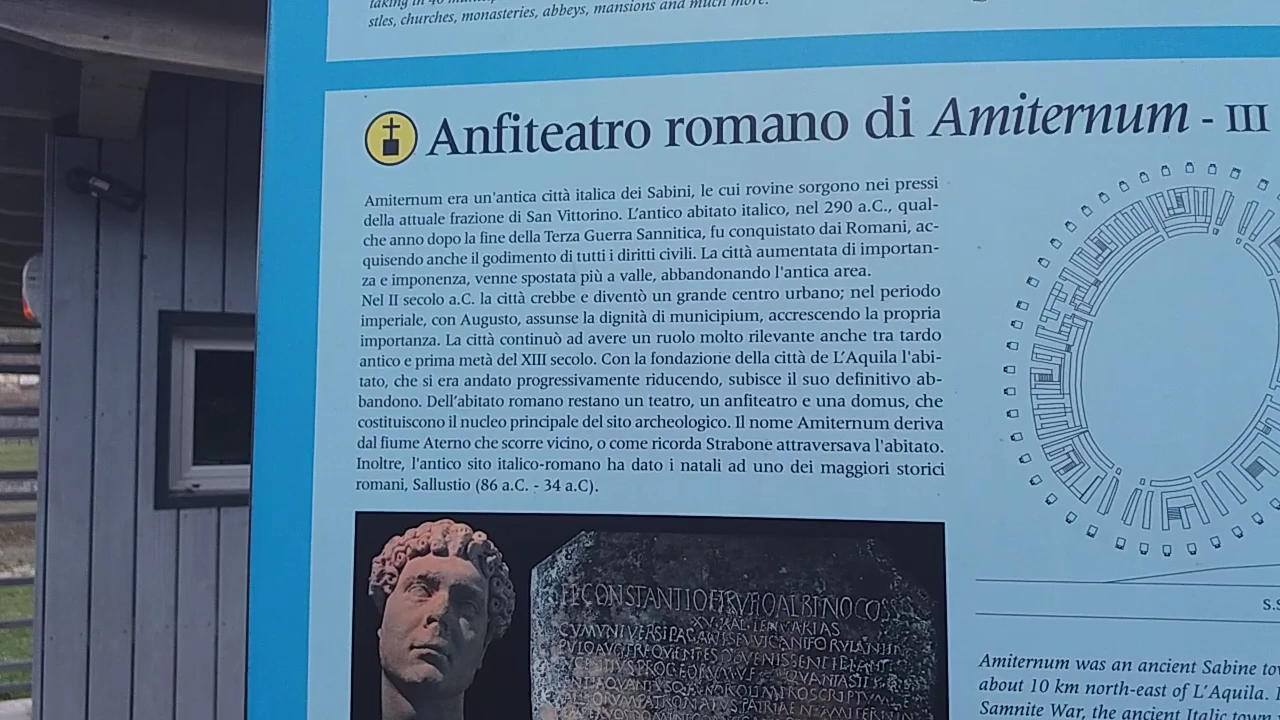 stles, churches, monasteries, abbeys, mansions and much more.
Anfiteatro romano di Amiternum - III
Amiternum era un'antica città italica dei Sabini, le cui rovine sorgono nei pressi
della attuale frazione di San Vittorino. L'antico abitato italico, nel 290 a.C., qual-
che anno dopo la fine della Terza Guerra Sannitica, fu conquistato dai Romani, ac-
quisendo anche il godimento di tutti i diritti civili. La città aumentata di importan-
za e imponenza, venne spostata più a valle, abbandonando l'antica area.
Nel II secolo a.C. la città crebbe e diventò un grande centro urbano; nel periodo
imperiale, con Augusto, assunse la dignità di municipium, accrescendo la propria
importanza. La città continuò ad avere un ruolo molto rilevante anche tra tardo
antico e prima metà del XIII secolo. Con la fondazione della città de L'Aquila l'abi-
tato, che si era andato progressivamente riducendo, subisce il suo definitivo ab-
bandono. Dell'abitato romano restano un teatro, un anfiteatro e una domus, che
costituiscono il nucleo principale del sito archeologico. Il nome Amiternum deriva
dal fiume Aterno che scorre vicino, o come ricorda Strabone attraversava l'abitato.
Inoltre, l'antico sito italico-romano ha dato i natali ad uno dei maggiori storici
romani, Sallustio (86 a.C. - 34 a.C).
S.S
Amiternum was an ancient Sabine
about 10 km north-east of L'Aquila.
Samnite War, the ancient Italic town